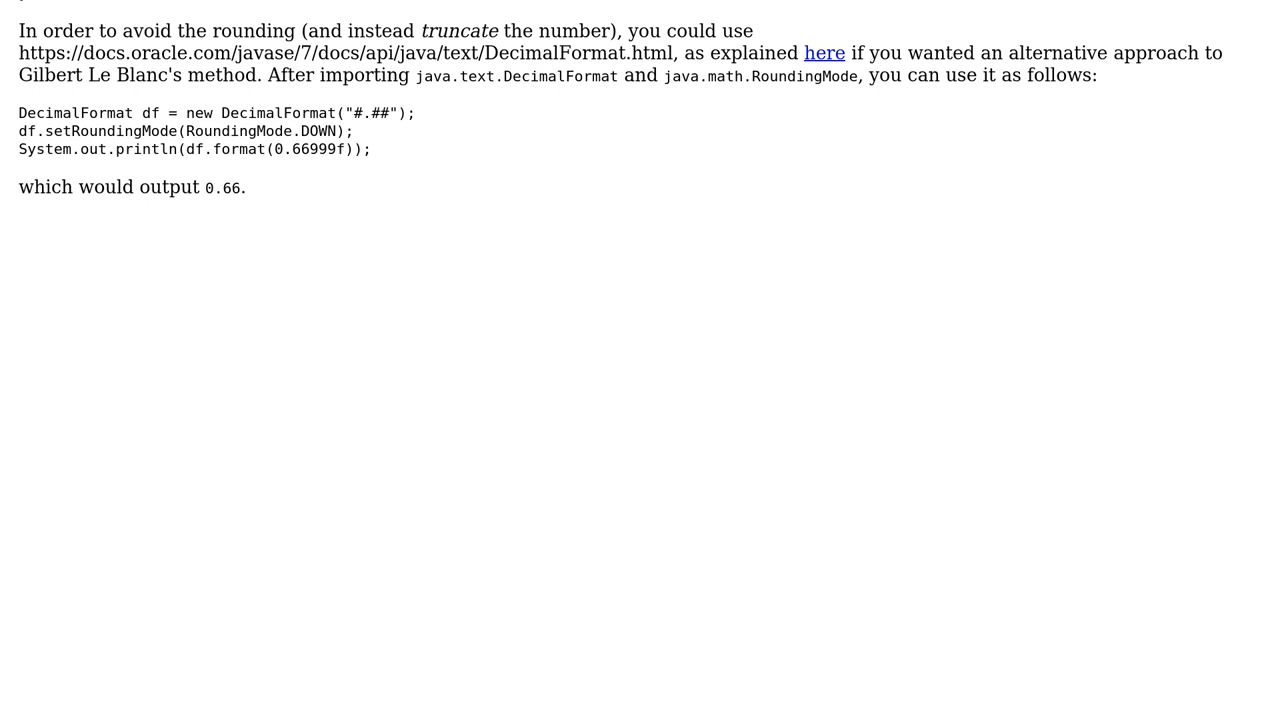 In order to avoid the rounding (and instead truncate the number), you could use
https://docs.oracle.com/javase/7/docs/api/java/text/DecimalFormat.html, as explained here if you wanted an alternative approach to
Gilbert Le Blanc's method. After importing java.text.DecimalFormat and java.math.RoundingMode, you can use it as follows:
DecimalFormat df = new DecimalFormat("#.##");
df.setRoundingMode(RoundingMode.DOWN);
System.out.println(df.format(0.66999f));
which would output 0.66.